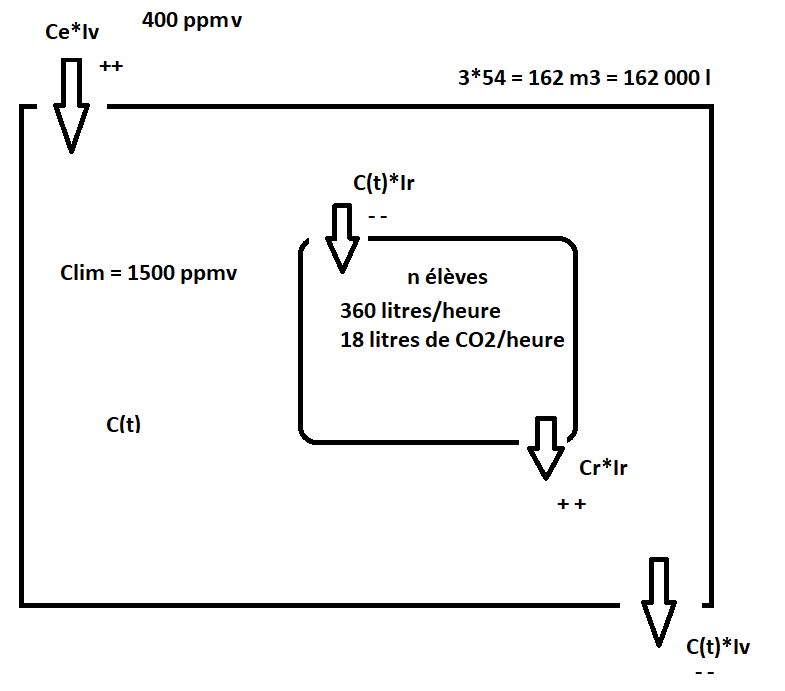 Ce*Iv
400 ppmv
++
3*54 = 162 m3 = 162 000 l
C(t)*Ir
- -
Clim = 1500 ppmv
n élèves
360 litres/heure
18 litres de CO2/heure
C(t)
Cr*Ir
+ +
C(t)*Iv
- -